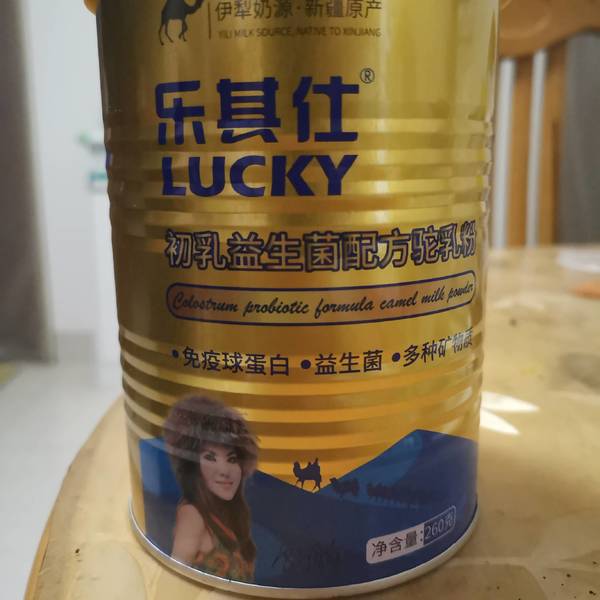 伊犁奶源·新疆原产
YILI MILK SOURCE, NATIVE TO XINJIANG
乐其仕®
LUCKY
初乳益生菌配方驼乳粉
Colostrum probiotic formula camel milk powder
•免疫球蛋白 •益生菌 •多种矿物质
净含量:260克